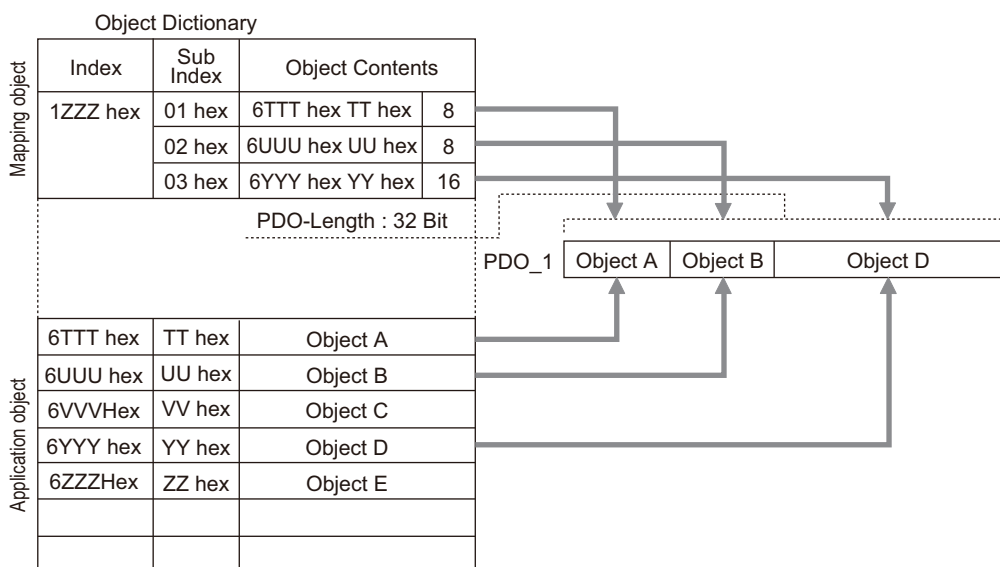 Object Dictionary
Mapping object
Index Sub Index Object Contents
1ZZZ hex 01 hex 6TTT hex TT hex 8
02 hex 6UUU hex UU hex 8
03 hex 6YYY hex YY hex 16
PDO-Length : 32 Bit
PDO_1 Object A Object B Object D
Application object
6TTT hex TT hex Object A
6UUU hex UU hex Object B
6VVVHex VV hex Object C
6YYY hex YY hex Object D
6ZZZHex ZZ hex Object E